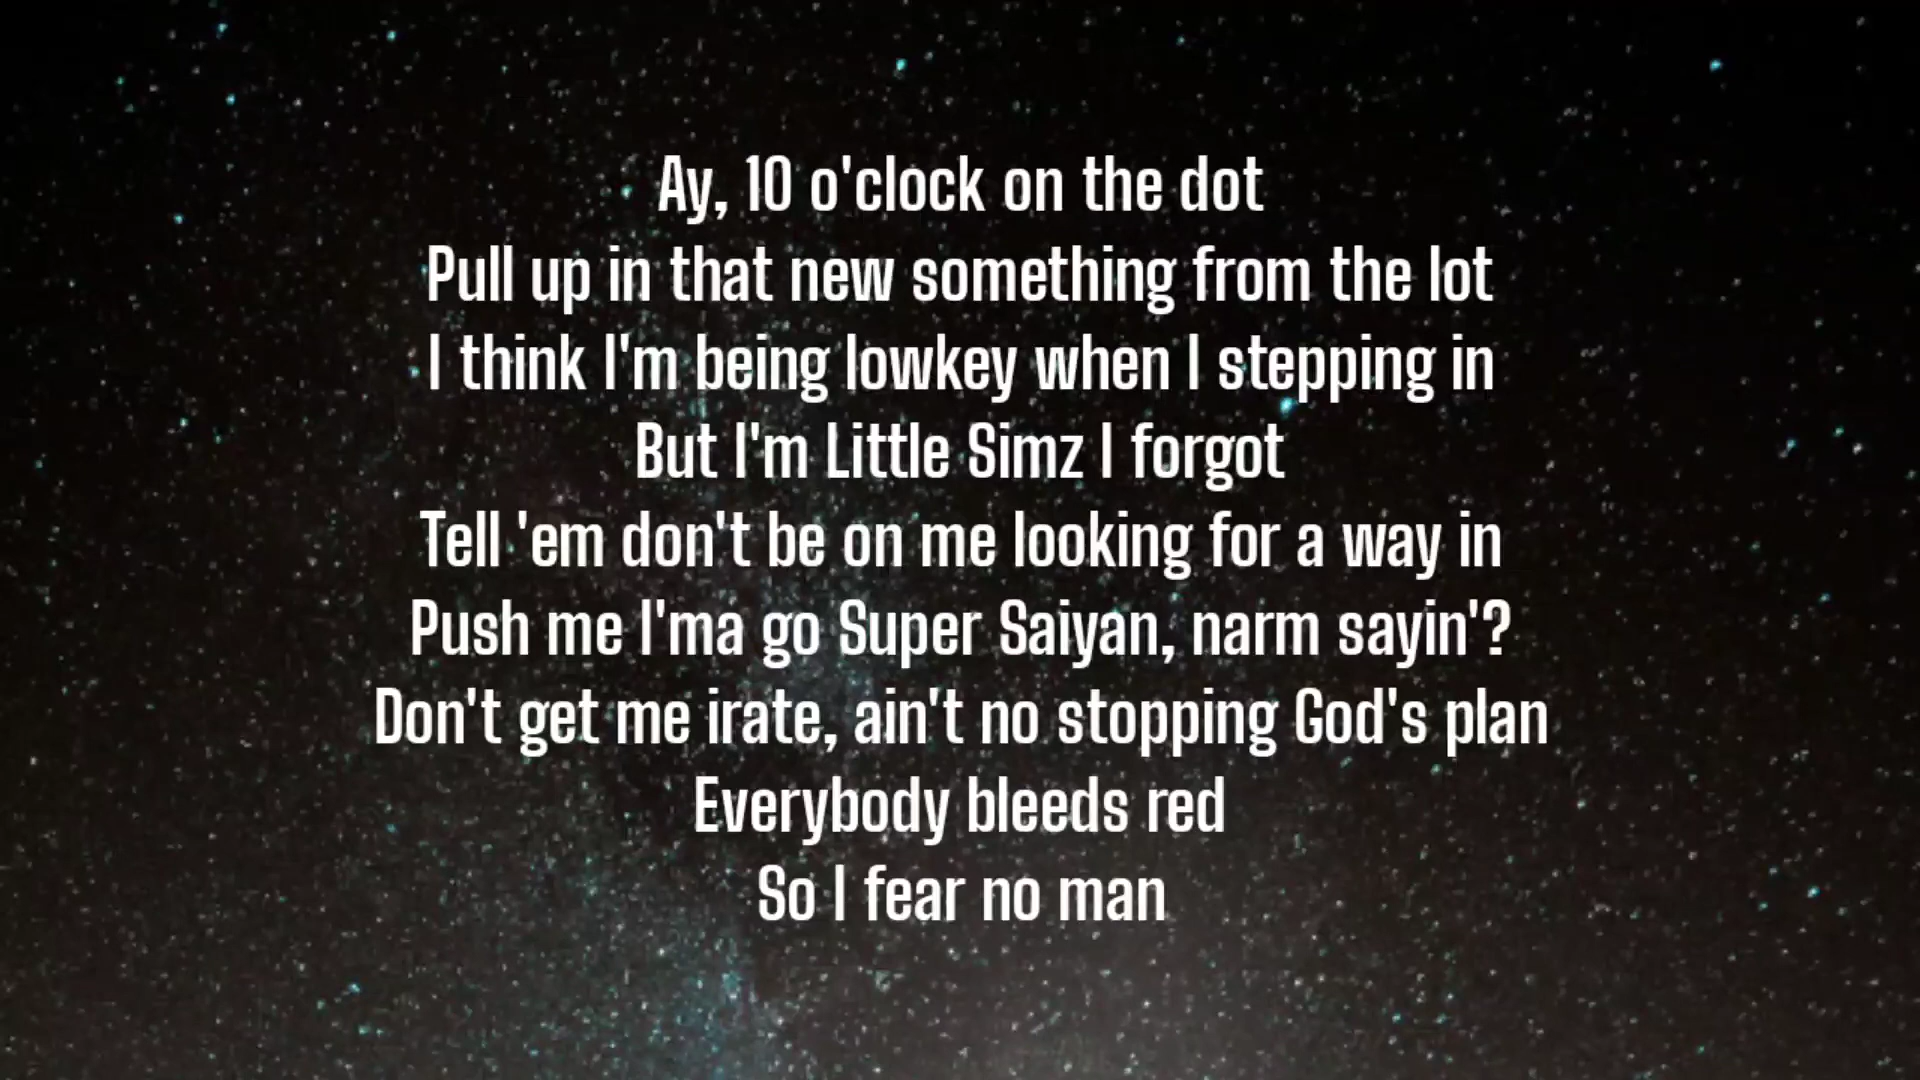 Ay, 10 o'clock on the dot
Pull up in that new something from the lot
I think I'm being lowkey when I stepping in
But I'm Little Simz I forgot
Tell 'em don't be on me looking for a way in
Push me I'ma go Super Saiyan, narm sayin'?
Don't get me irate, ain't no stopping God's plan
Everybody bleeds red
So I fear no man